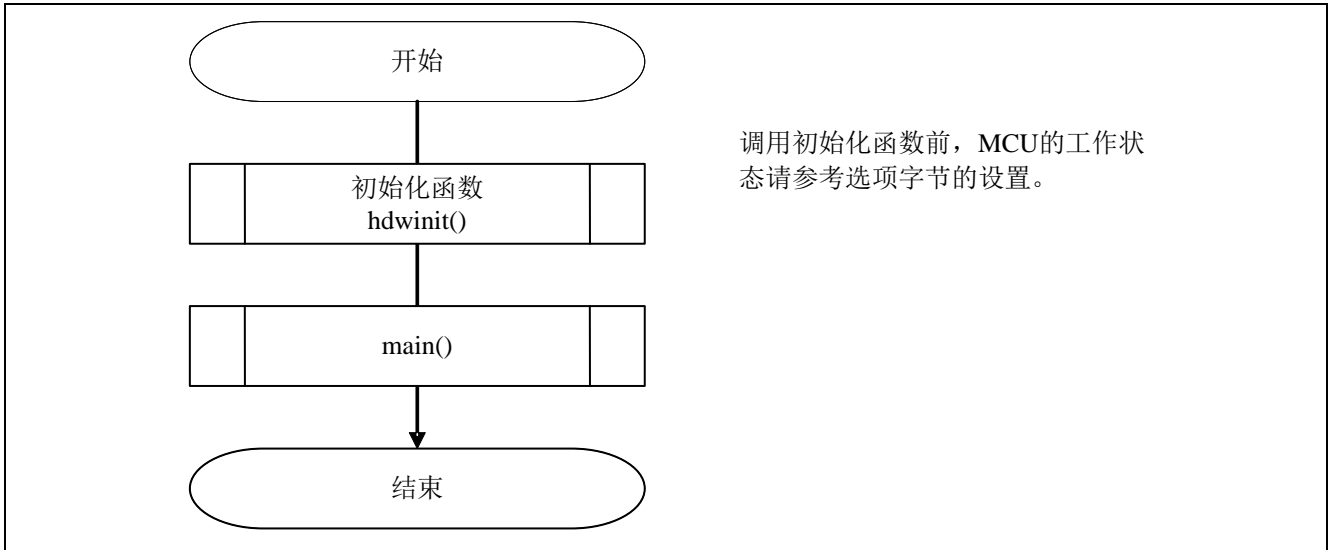 开始
调用初始化函数前，MCU的工作状
态请参考选项字节的设置。
初始化函数
hdwinit()
main()
结束